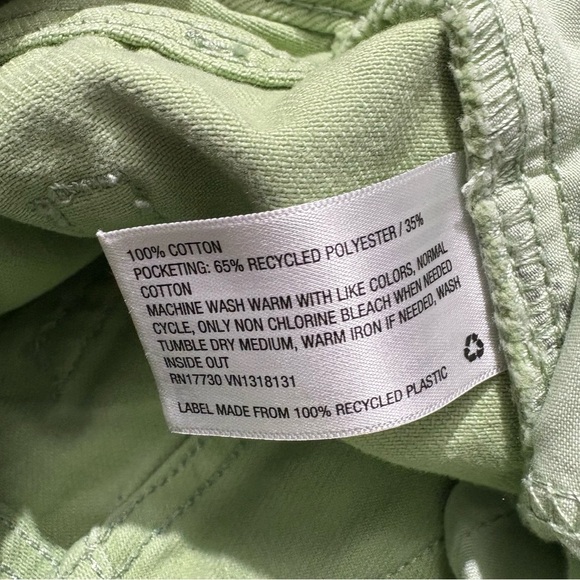 100% COTTON
POCKETING: 65% RECYCLED POLYESTER / 35%
COTTON
MACHINE WASH WARM WITH LIKE COLORS, NORMAL
CYCLE, ONLY NON CHLORINE BLEACH WHEN NEEDED
TUMBLE DRY MEDIUM, WARM IRON IF NEEDED, WASH
INSIDE OUT
RN17730 VN1318131
LABEL MADE FROM 100% RECYCLED PLASTIC